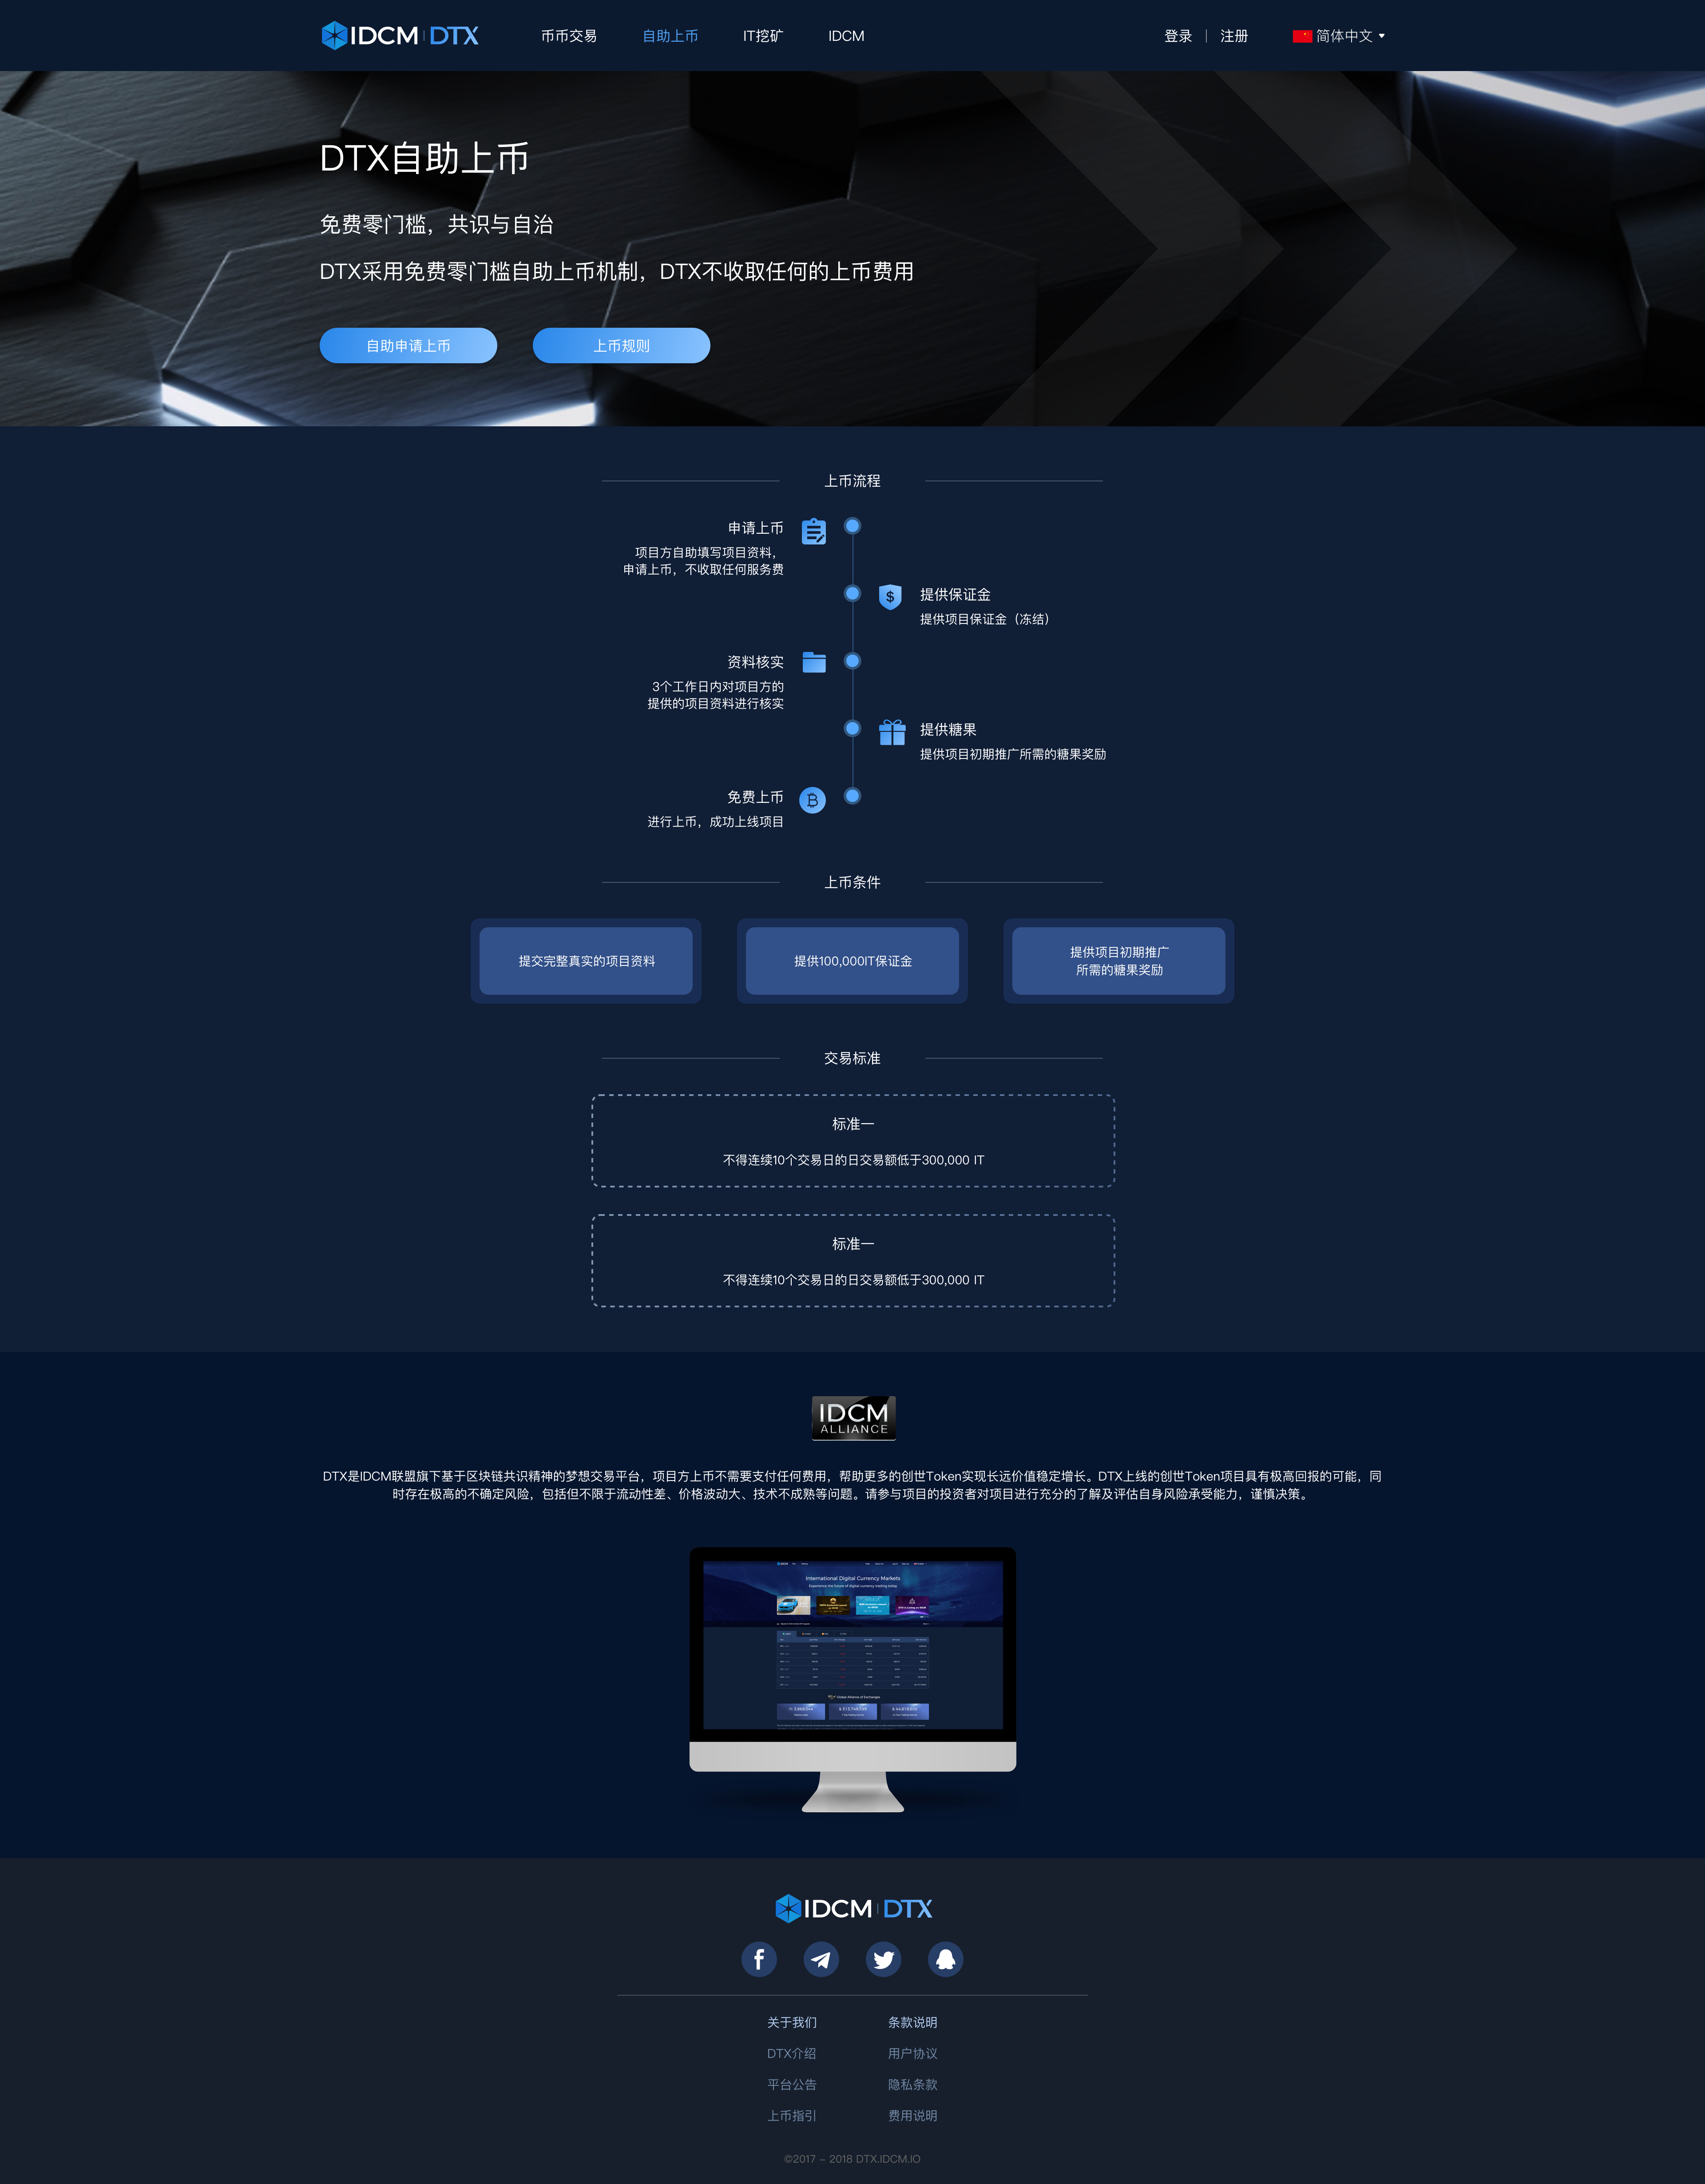 IDCM DTX
币币交易
自助上币
IT挖矿
IDCM
登录
注册
简体中文
DTX自助上币
免费零门槛，共识与自治
DTX采用免费零门槛自助上币机制，DTX不收取任何的上币费用
自助申请上币
上币规则
上币流程
申请上币
项目方自助填写项目资料，
申请上币，不收取任何服务费
提供保证金
提供项目保证金（冻结）
资料核实
3个工作日内对项目方的
提供的项目资料进行核实
提供糖果
提供项目初期推广所需的糖果奖励
免费上币
进行上币，成功上线项目
上币条件
提交完整真实的项目资料
提供100,000IT保证金
提供项目初期推广
所需的糖果奖励
交易标准
标准一
不得连续10个交易日的日交易额低于300,000 IT
标准一
不得连续10个交易日的日交易额低于300,000 IT
IDCM
ALLIANCE
DTX是IDCM联盟旗下基于区块链共识精神的梦想交易平台，项目方上币不需要支付任何费用，帮助更多的创世Token实现长远价值稳定增长。DTX上线的创世Token项目具有极高回报的可能，同
时存在极高的不确定风险，包括但不限于流动性差、价格波动大、技术不成熟等问题。请参与项目的投资者对项目进行充分的了解及评估自身风险承受能力，谨慎决策。
International Digital Currency Markets
Experience the future of digital currency trading today
Global Alliance of Exchanges
IDCM DTX
关于我们
条款说明
DTX介绍
用户协议
平台公告
隐私条款
上币指引
费用说明
©2017 - 2018 DTX.IDCM.IO